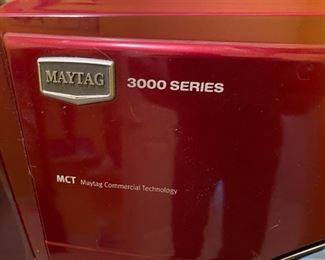 MAYTAG 3000 SERIES
MCT Maytag Commercial Technology